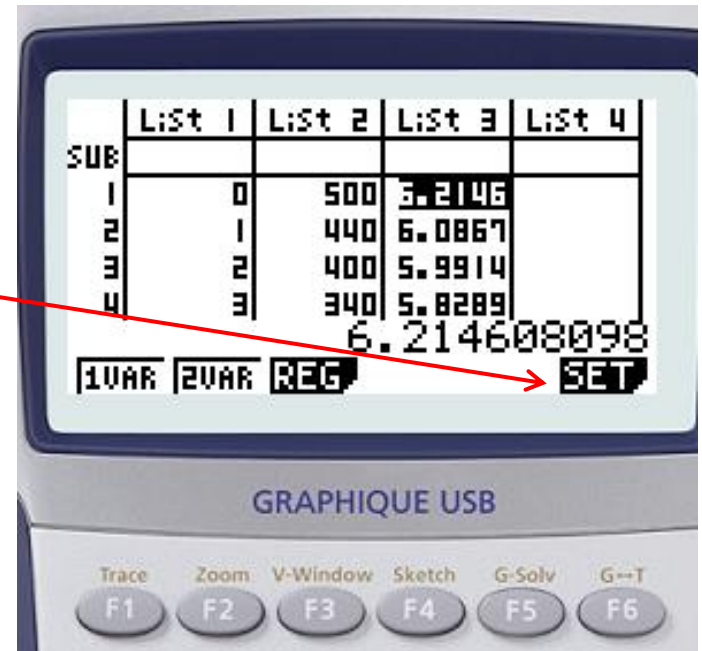 List 1 List 2 List 3 List 4
SUB
1 0 500 6.2146
2 1 440 6.0867
3 2 400 5.9914
4 3 340 5.8289
6.214608098
1VAR 2VAR REG SET
GRAPHIQUE USB
Trace Zoom V-Window Sketch G-Solv G↔T
F1 F2 F3 F4 F5 F6